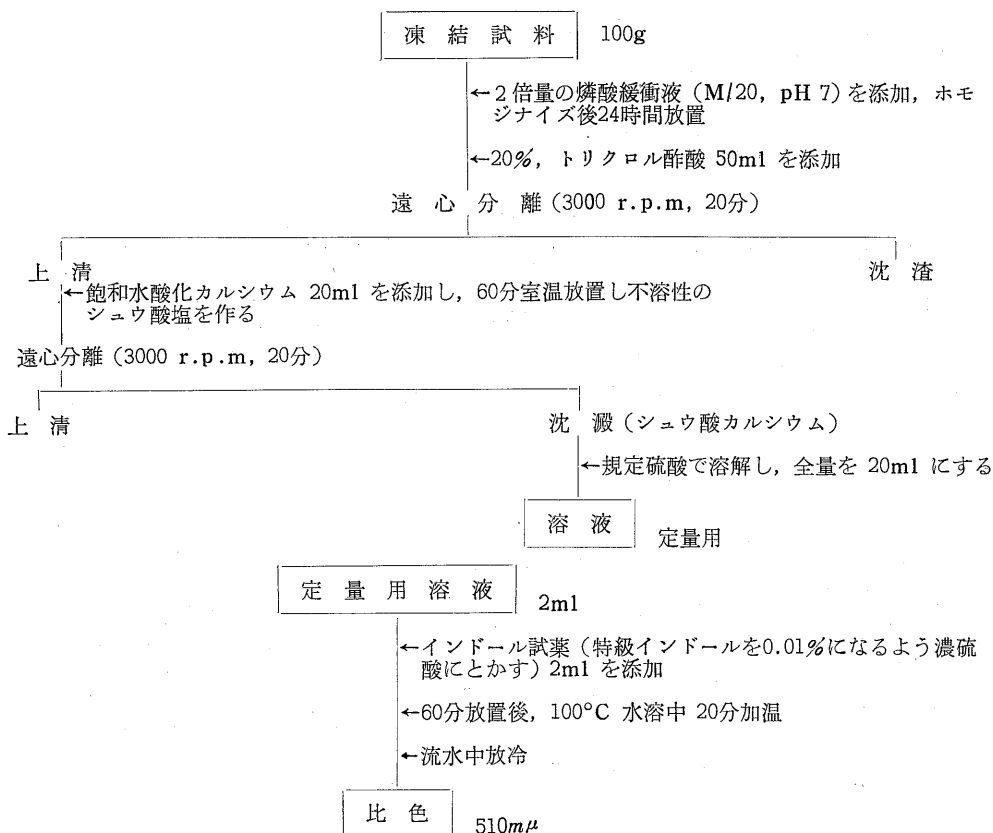 凍結試料 100g
←2倍量の燐酸緩衝液(M/20, pH 7)を添加,ホモ
ジナイズ後24時間放置
←20%,トリクロル酢酸 50ml を添加
遠心分離(3000 r.p.m, 20分)
上清 沈渣
←飽和水酸化カルシウム 20ml を添加し,60分室温放置し不溶性の
シュウ酸塩を作る
遠心分離(3000 r.p.m, 20分)
上清 沈澱(シュウ酸カルシウム)
←規定硫酸で溶解し,全量を 20ml にする
溶液 定量用
定量用溶液 2ml
←インドール試薬(特級インドールを0.01%になるよう濃硫
酸にとかす)2ml を添加
←60分放置後,100°C 水溶中 20分加温
←流水中放冷
比色 510mμ